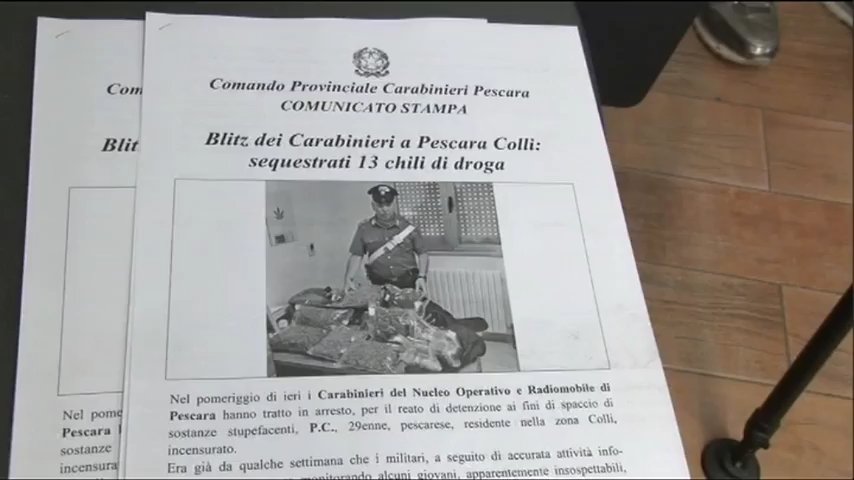 Comando Provinciale Carabinieri Pescara
COMUNICATO STAMPA
Blitz dei Carabinieri a Pescara Colli:
sequestrati 13 chili di droga
Nel pomeriggio di ieri i Carabinieri del Nucleo Operativo e Radiomobile di
Pescara hanno tratto in arresto, per il reato di detenzione ai fini di spaccio di
sostanze stupefacenti, P.C., 29enne, pescarese, residente nella zona Colli,
incensurato.
Era già da qualche settimana che i militari, a seguito di accurata attività info-
monitorando alcuni giovani, apparentemente insospettabili,
Com
Blit
Nel pome
Pescara
sostanze
incensura